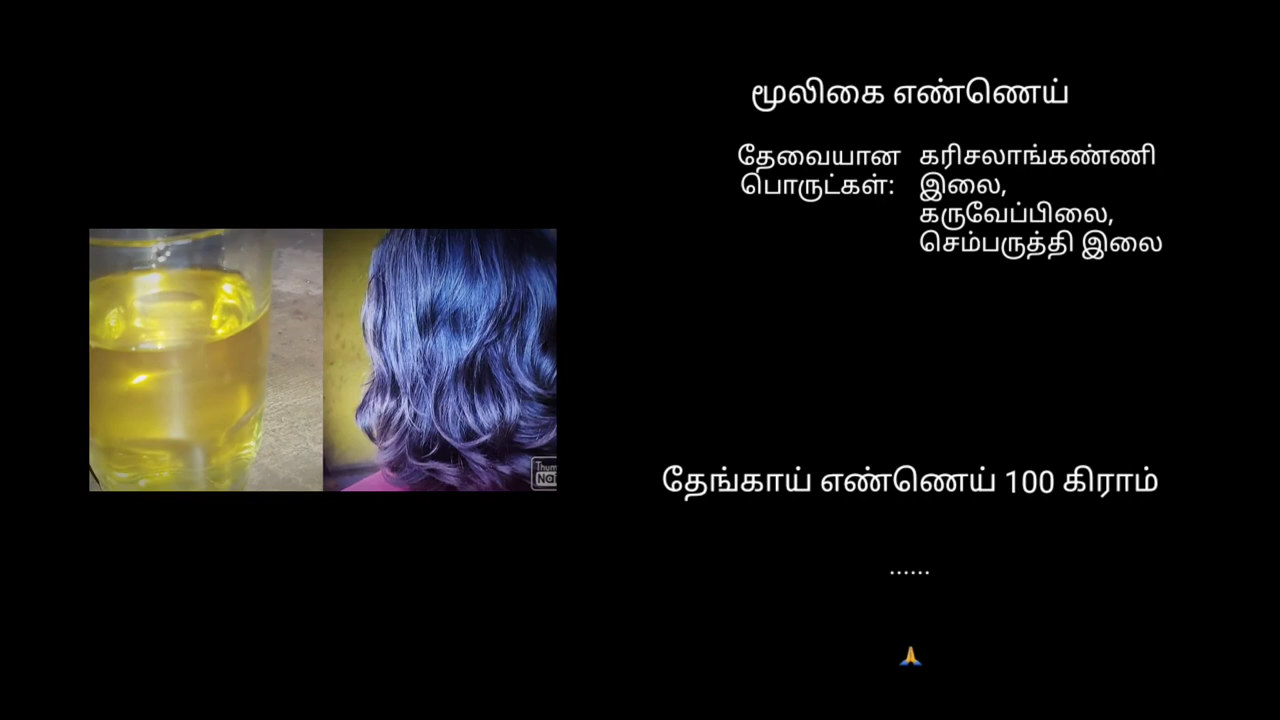 மூலிகை எண்ணெய்
தேவையான பொருட்கள்:
கரிசலாங்கண்ணி
இலை,
கருவேப்பிலை,
செம்பருத்தி இலை
தேங்காய் எண்ணெய் 100 கிராம்
......
🙏